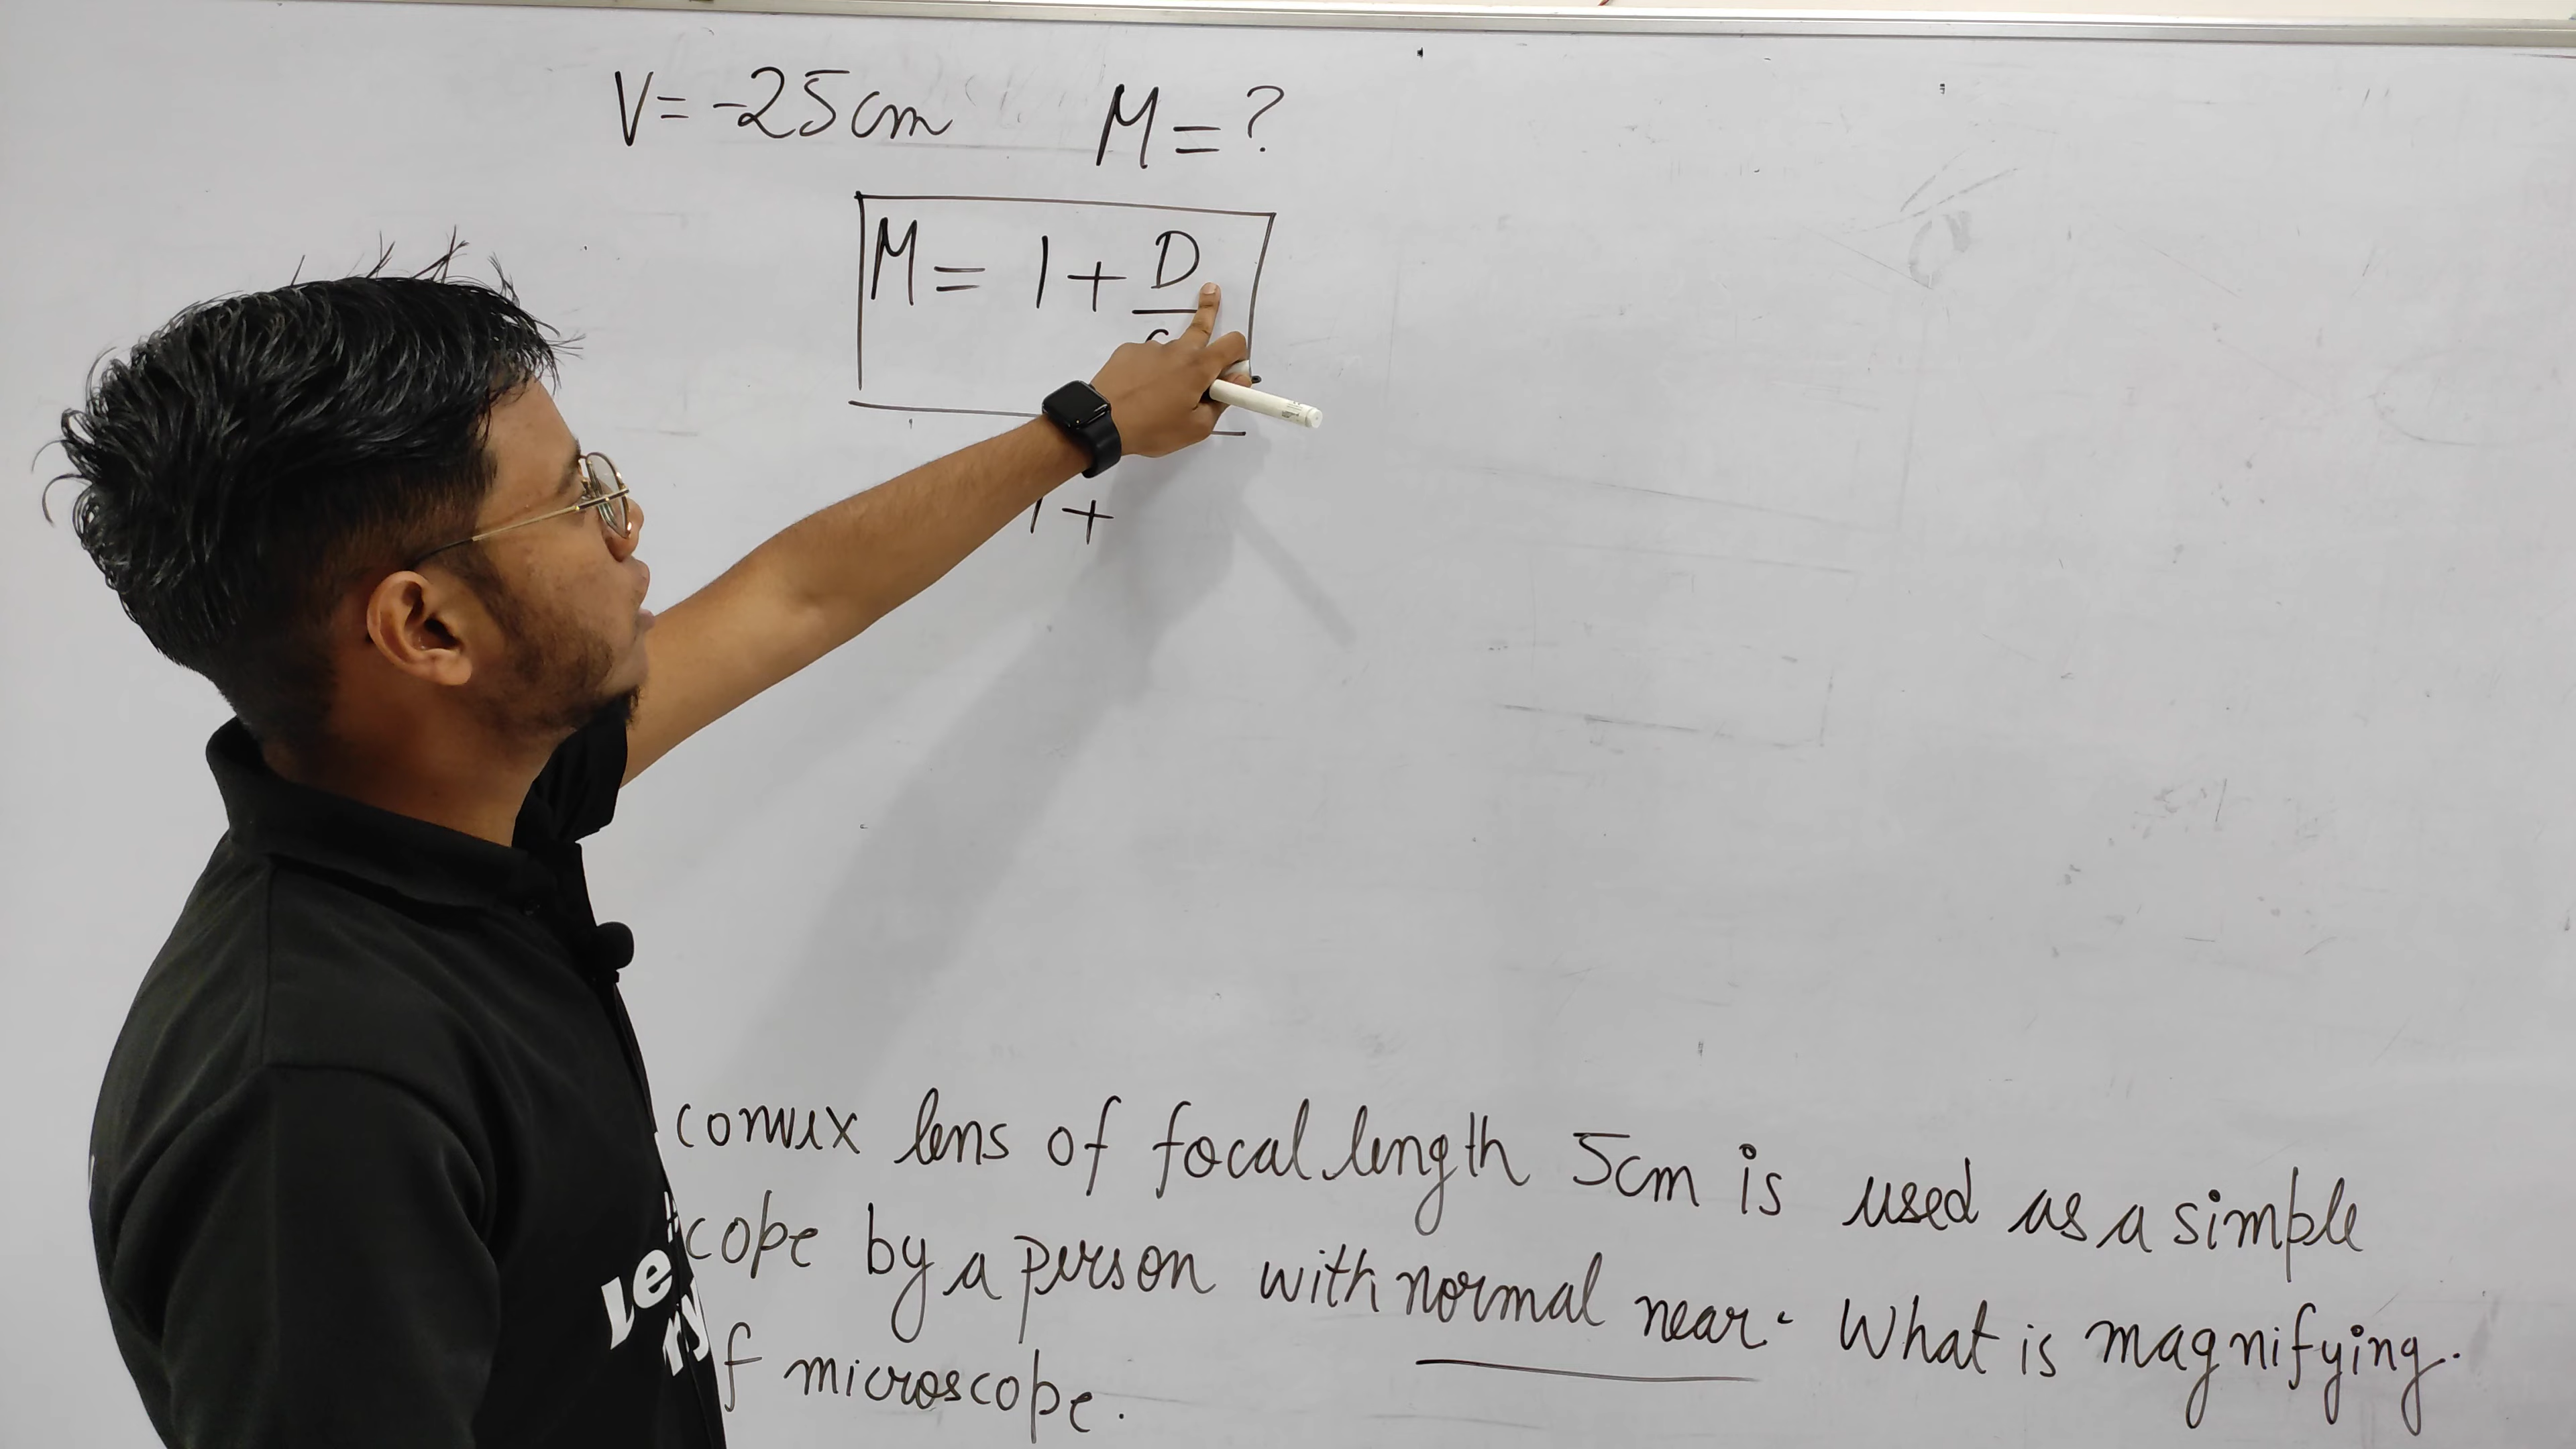 V = -25cm M = ?
M = 1 + D
1 +
convex lens of focal length 5cm is used as a simple
cope by a person with normal near. What is magnifying.
f microscope.